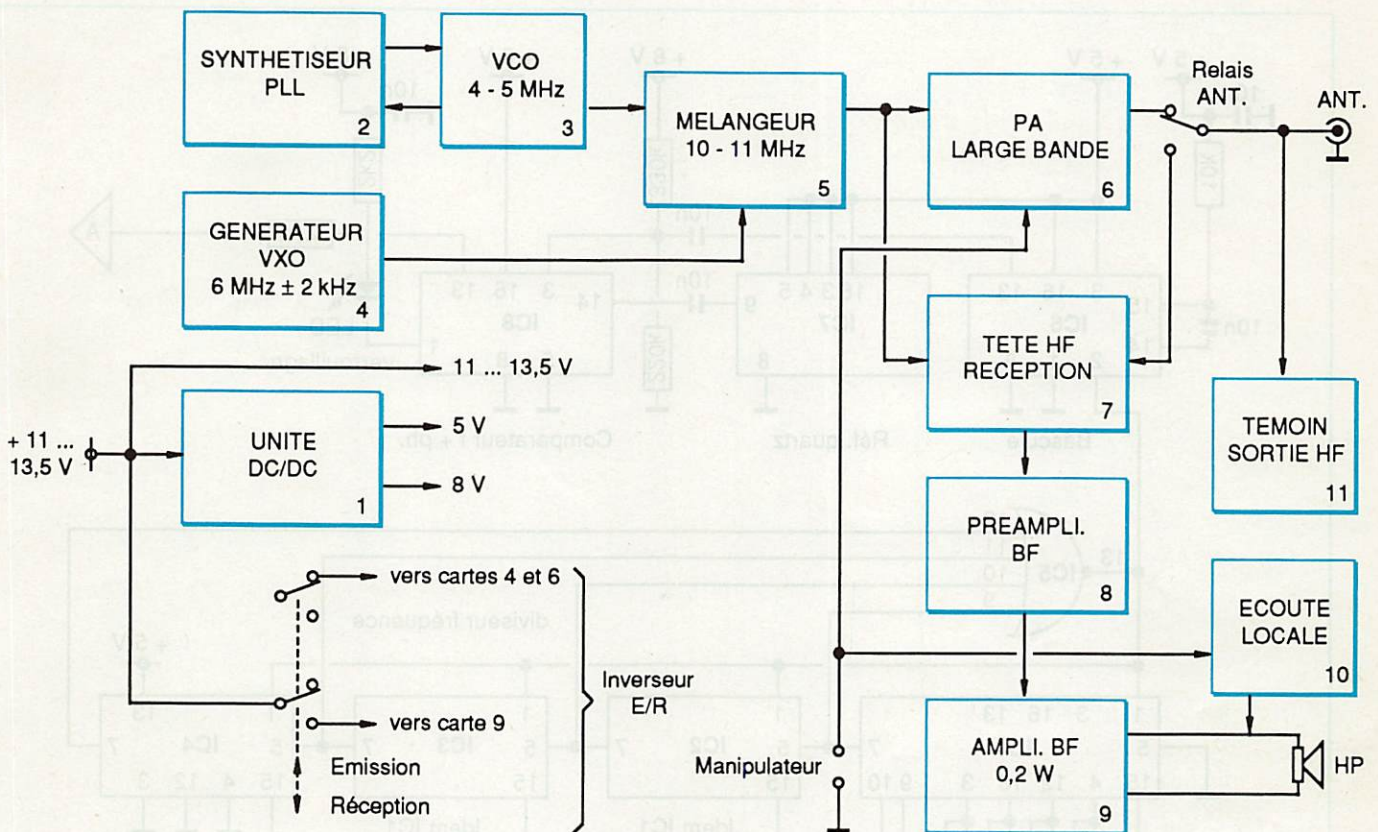 SYNTHETISEUR
PLL
2
VCO
4 - 5 MHz
3
MELANGEUR
10 - 11 MHz
5
PA
LARGE BANDE
6
Relais
ANT.
ANT.
GENERATEUR
VXO
6 MHz ± 2 kHz
4
TETE HF
RECEPTION
7
TEMOIN
SORTIE HF
11
+ 11 ...
13,5 V
11 ... 13,5 V
UNITE
DC/DC
1
5 V
8 V
PREAMPLI.
BF
8
ECOUTE
LOCALE
10
vers cartes 4 et 6
vers carte 9
Inverseur
E/R
Emission
Réception
Manipulateur
AMPLI. BF
0,2 W
9
HP